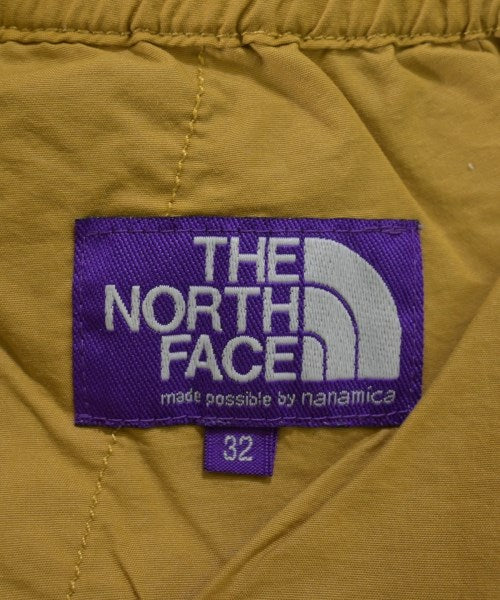 THE
NORTH
FACE
made possible by nanamica
32